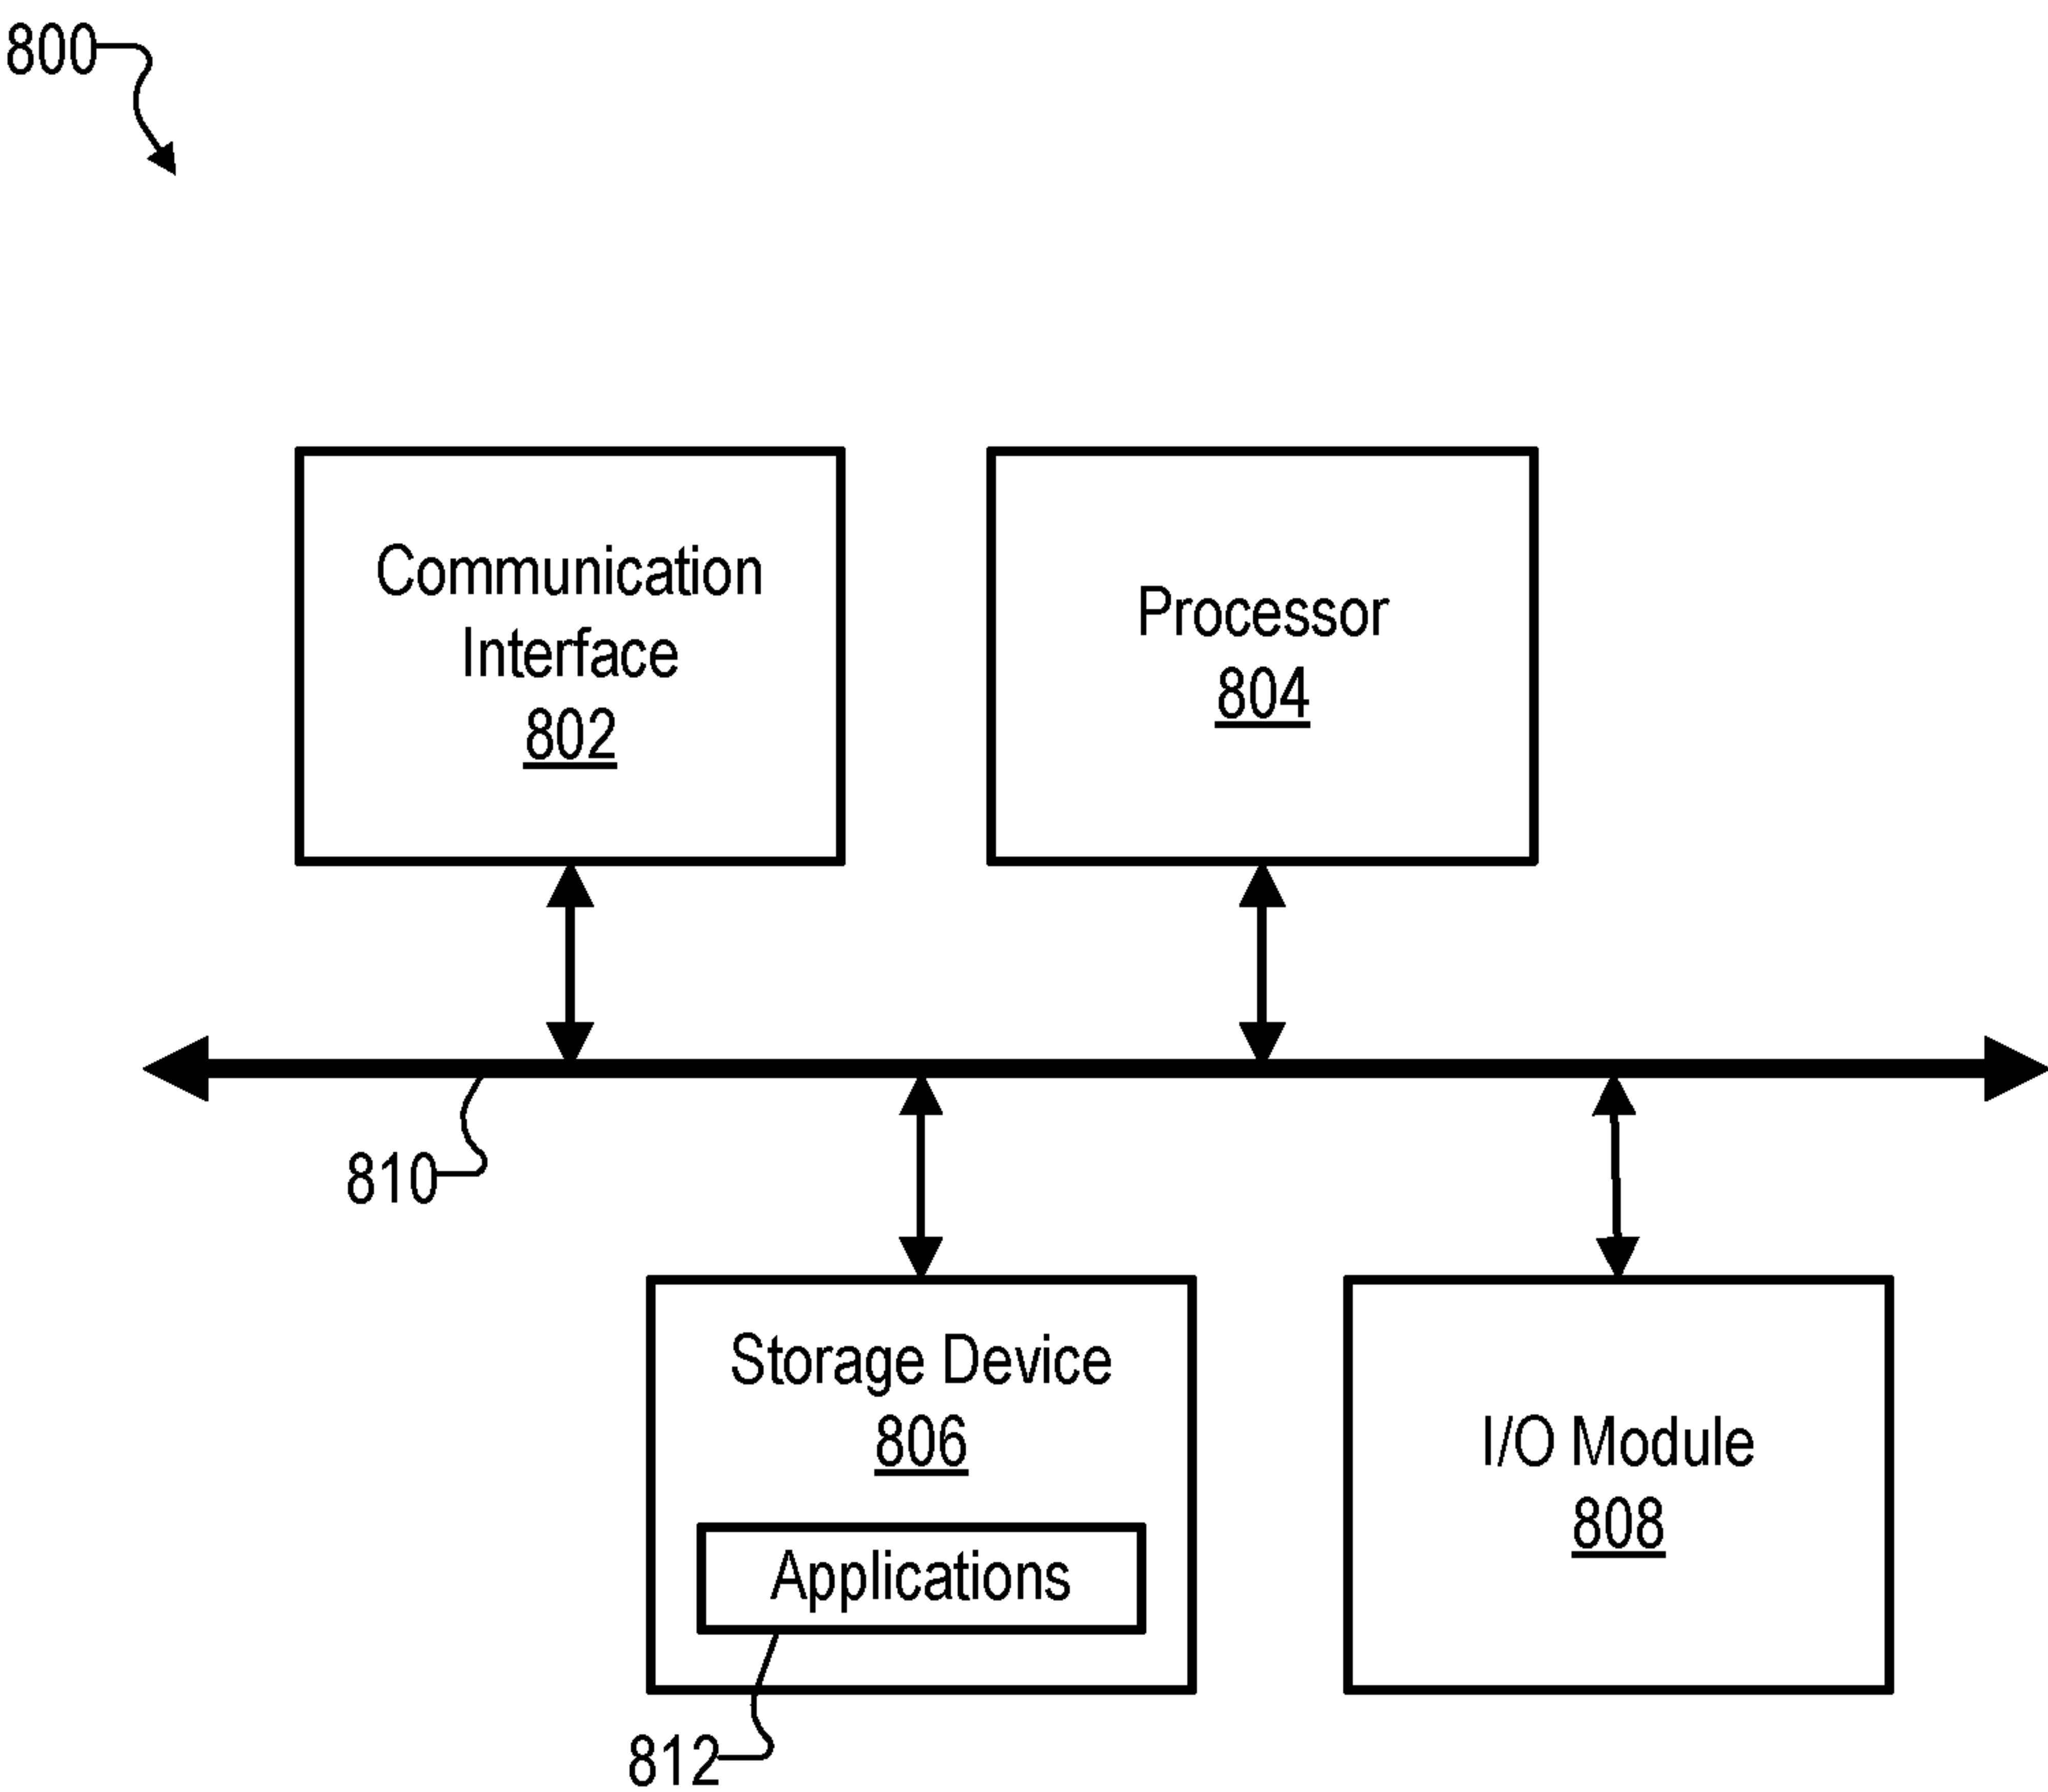 800
Communication
Interface
802
Processor
804
810
Storage Device
806
Applications
812
I/O Module
808